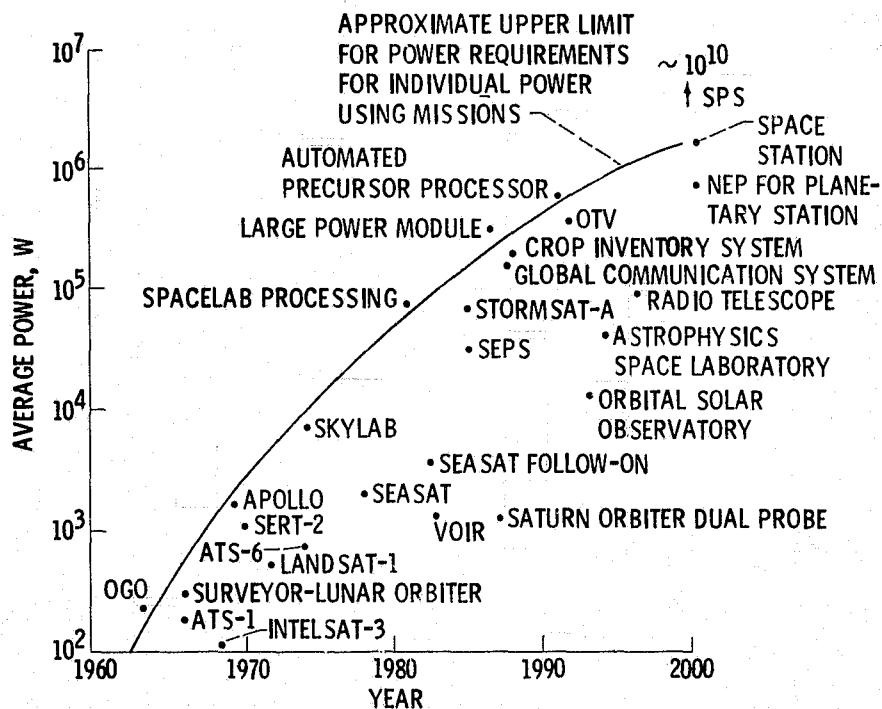 APPROXIMATE UPPER LIMIT
FOR POWER REQUIREMENTS
FOR INDIVIDUAL POWER
USING MISSIONS
~ 10^10
SPS
SPACE
STATION
AUTOMATED
PRECURSOR PROCESSOR
NEP FOR PLANE-
TARY STATION
LARGE POWER MODULE
OTV
CROP INVENTORY SYSTEM
GLOBAL COMMUNICATION SYSTEM
SPACELAB PROCESSING
RADIO TELESCOPE
STORMSAT-A
ASTROPHYSICS
SPACE LABORATORY
SEPS
ORBITAL SOLAR
OBSERVATORY
SKYLAB
SEASAT FOLLOW-ON
SEASAT
APOLLO
SERT-2
VOIR
SATURN ORBITER DUAL PROBE
ATS-6
LANDSAT-1
OGO
SURVEYOR-LUNAR ORBITER
ATS-1
INTELSAT-3
AVERAGE POWER, W
10^7
10^6
10^5
10^4
10^3
10^2
1960 1970 1980 1990 2000
YEAR